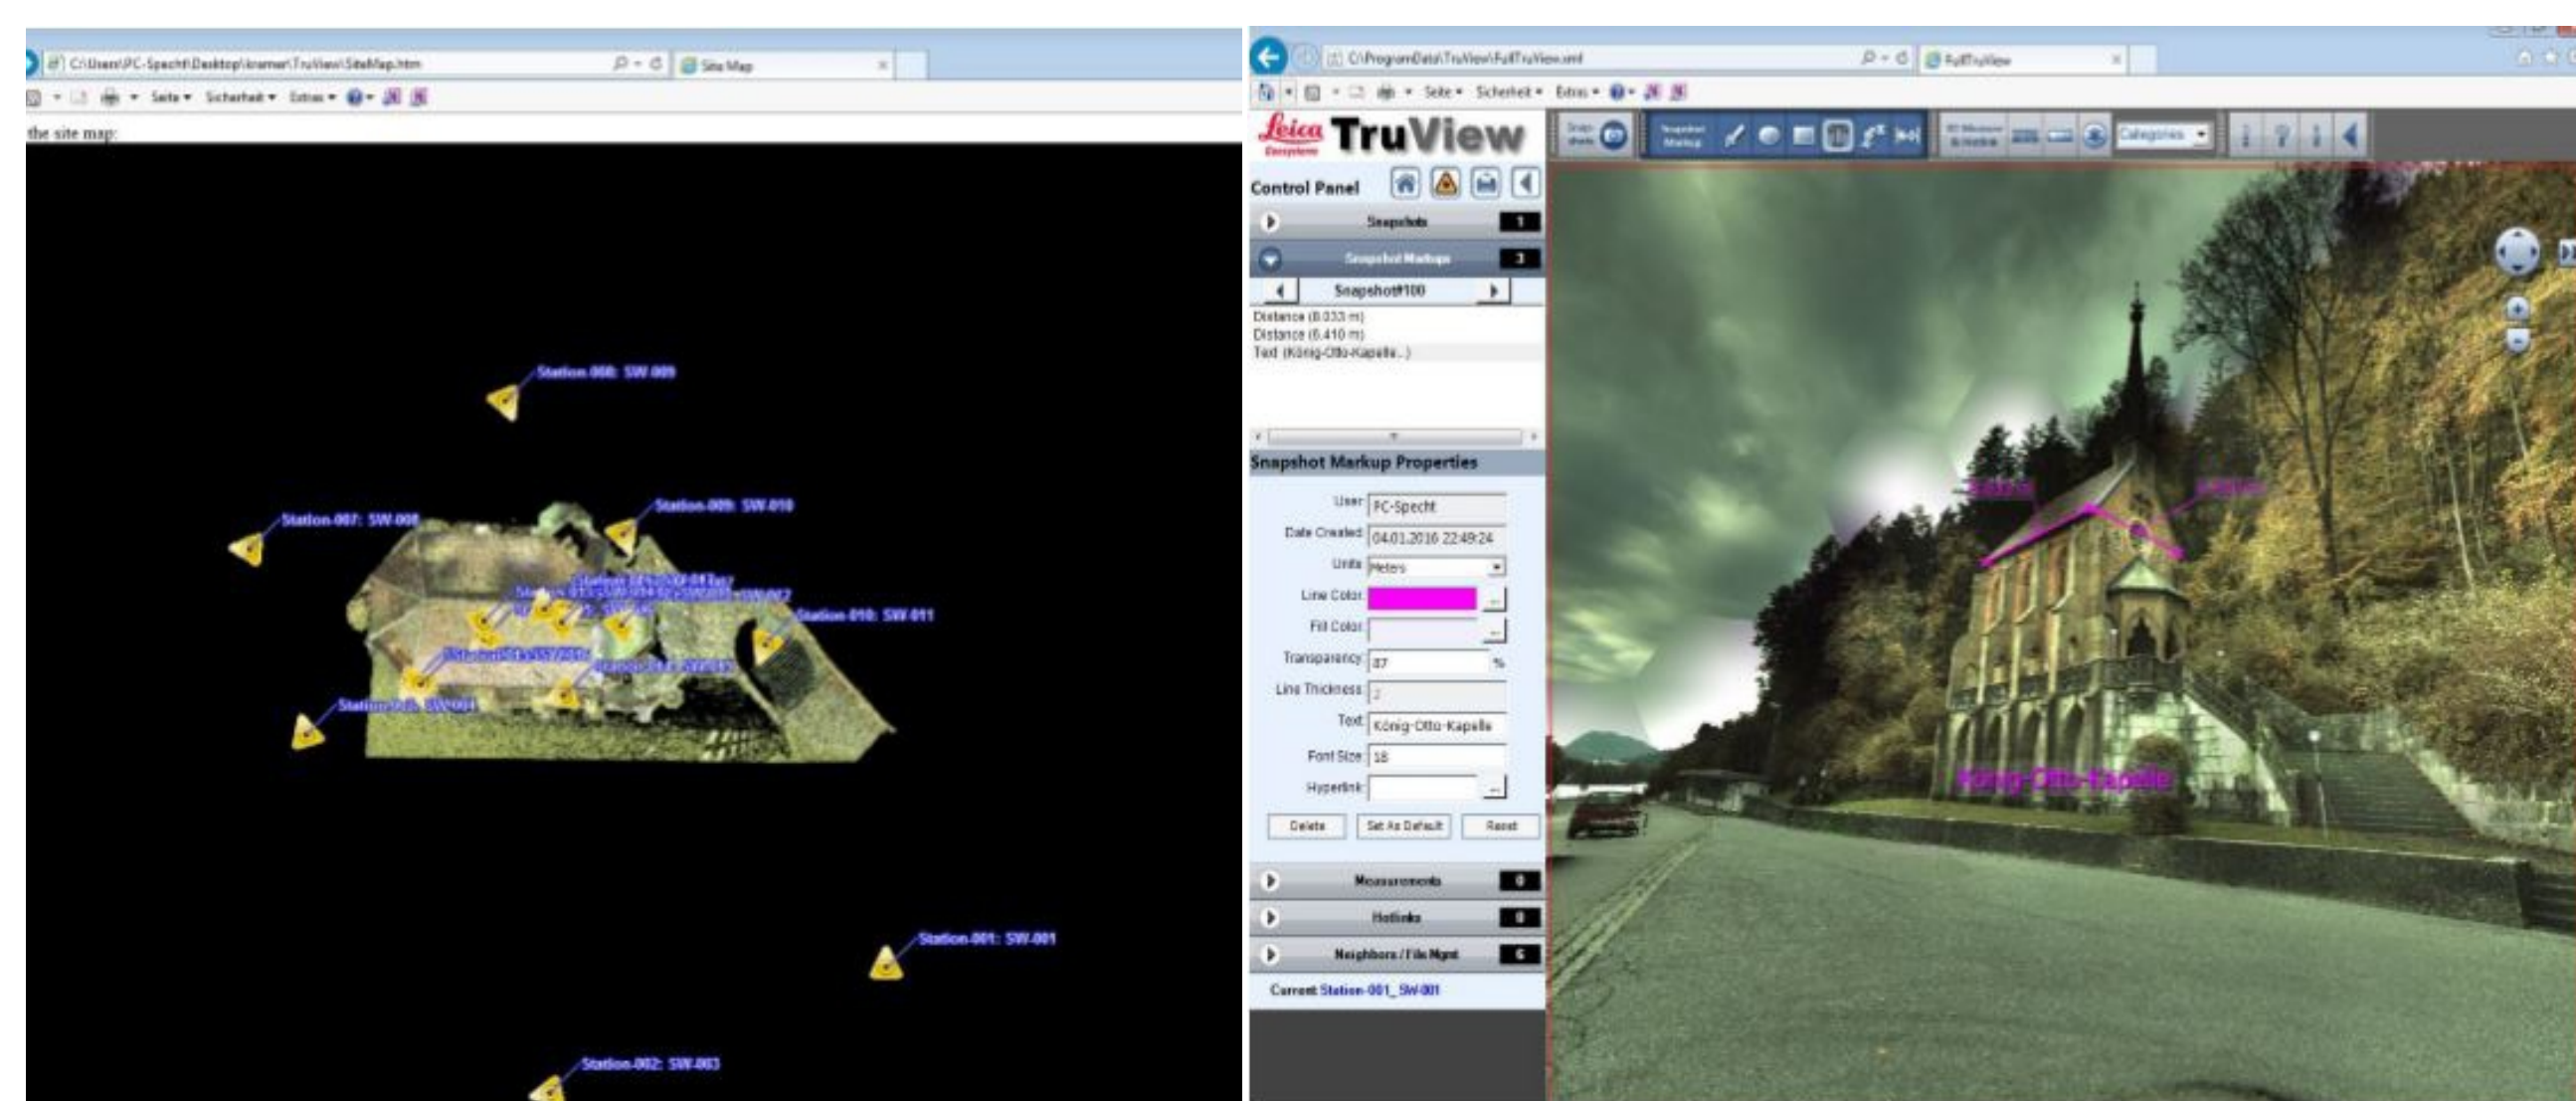 C:\Users\PC-Specht\Desktop\kramer\TruView\SiteMap.htm
Site Map
Seite Sicherheit Extras
the site map:
Station-008: SW-009
Station-009: SW-010
Station-007: SW-008
Station-010: SW-011
Station-001: SW-001
Station-002: SW-003
C:\ProgramData\TruView\FullTruView.xml
FullTruView
Seite Sicherheit Extras
Leica
Geosystems
TruView
Snapshot
Markup
Categories
Control Panel
Snapshots 1
Snapshot Markups 3
Snapshot#100
Distance (8.033 m)
Distance (6.410 m)
Text (König-Otto-Kapelle...)
Snapshot Markup Properties
User: PC-Specht
Date Created: 04.01.2016 22:49:24
Units: Meters
Line Color:
Fill Color:
Transparency: 87 %
Line Thickness: 2
Text: König-Otto-Kapelle
Font Size: 18
Hyperlink:
Delete Set As Default Reset
Measurements 0
Hotlinks 0
Neighbors / File Mgmt 6
Current: Station-001_ SW-001
König-Otto-Kapelle